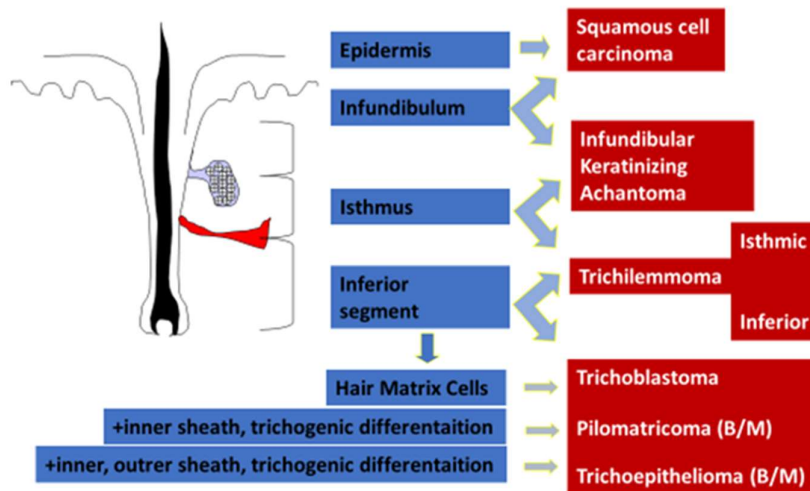 Epidermis
Squamous cell
carcinoma
Infundibulum
Infundibular
Keratinizing
Achantoma
Isthmus
Isthmic
Trichilemmoma
Inferior
Inferior
segment
Hair Matrix Cells
Trichoblastoma
+inner sheath, trichogenic differentaition
Pilomatricoma (B/M)
+inner, outrer sheath, trichogenic differentaition
Trichoepithelioma (B/M)